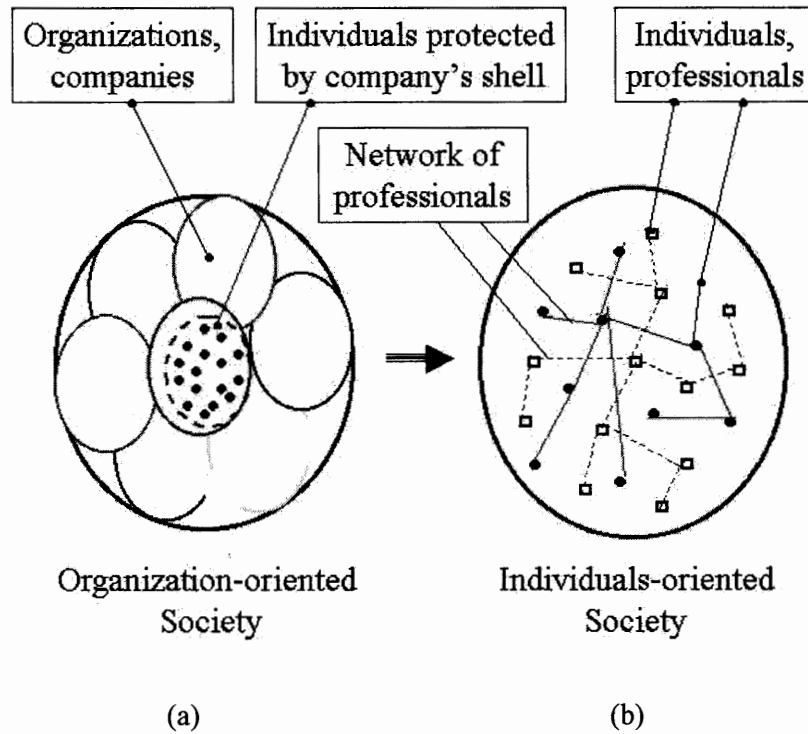 Organizations,
companies
Individuals protected
by company's shell
Individuals,
professionals
Network of
professionals
Organization-oriented
Society
Individuals-oriented
Society
(a)
(b)